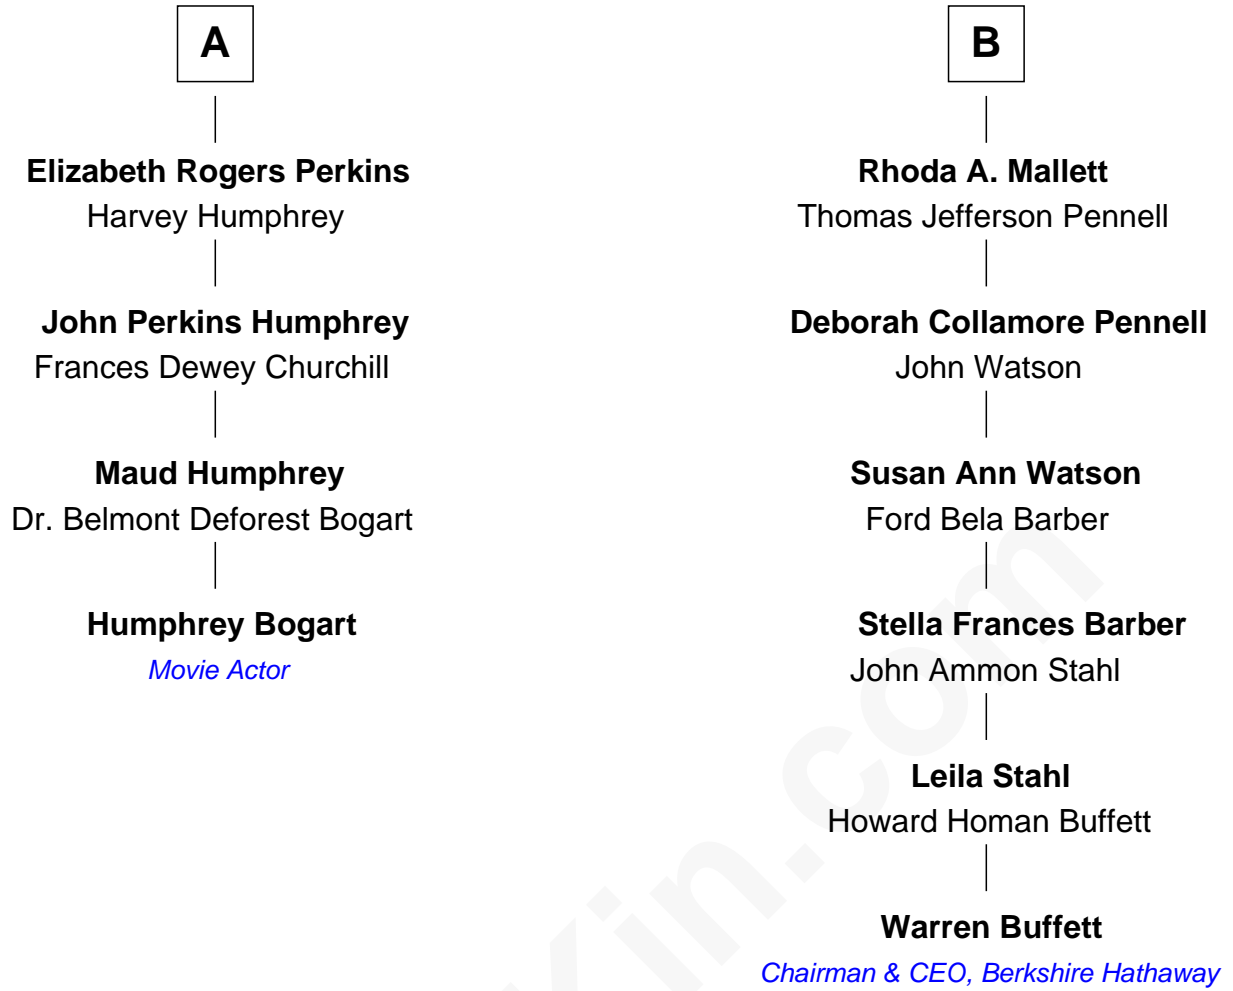 A
Elizabeth Rogers Perkins
Harvey Humphrey
John Perkins Humphrey
Frances Dewey Churchill
Maud Humphrey
Dr. Belmont Deforest Bogart
Humphrey Bogart
Movie Actor
B
Rhoda A. Mallett
Thomas Jefferson Pennell
Deborah Collamore Pennell
John Watson
Susan Ann Watson
Ford Bela Barber
Stella Frances Barber
John Ammon Stahl
Leila Stahl
Howard Homan Buffett
Warren Buffett
Chairman & CEO, Berkshire Hathaway